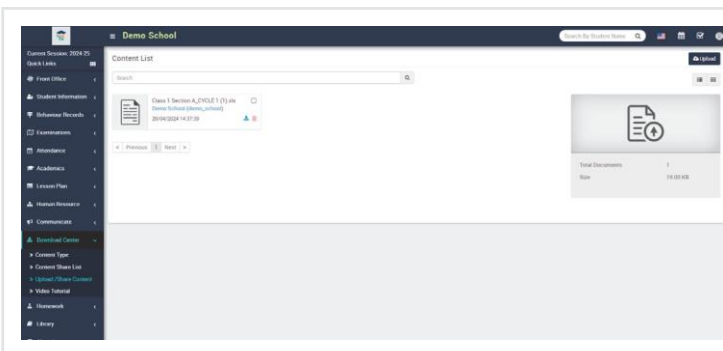 Demo School
Search By Student Name
Current Session: 2024-25
Quick Links
Front Office
Student Information
Behaviour Records
Examinations
Attendance
Academics
Lesson Plan
Human Resource
Communicate
Download Center
Content Type
Content Share List
Upload /Share Content
Video Tutorial
Homework
Library
Content List
Upload
Search
Class 1 Section A_CYCLE 1 (1).xls
Demo School (demo_school)
20/04/2024 14:37:59
« Previous 1 Next »
Total Documents 1
Size 19.00 KB